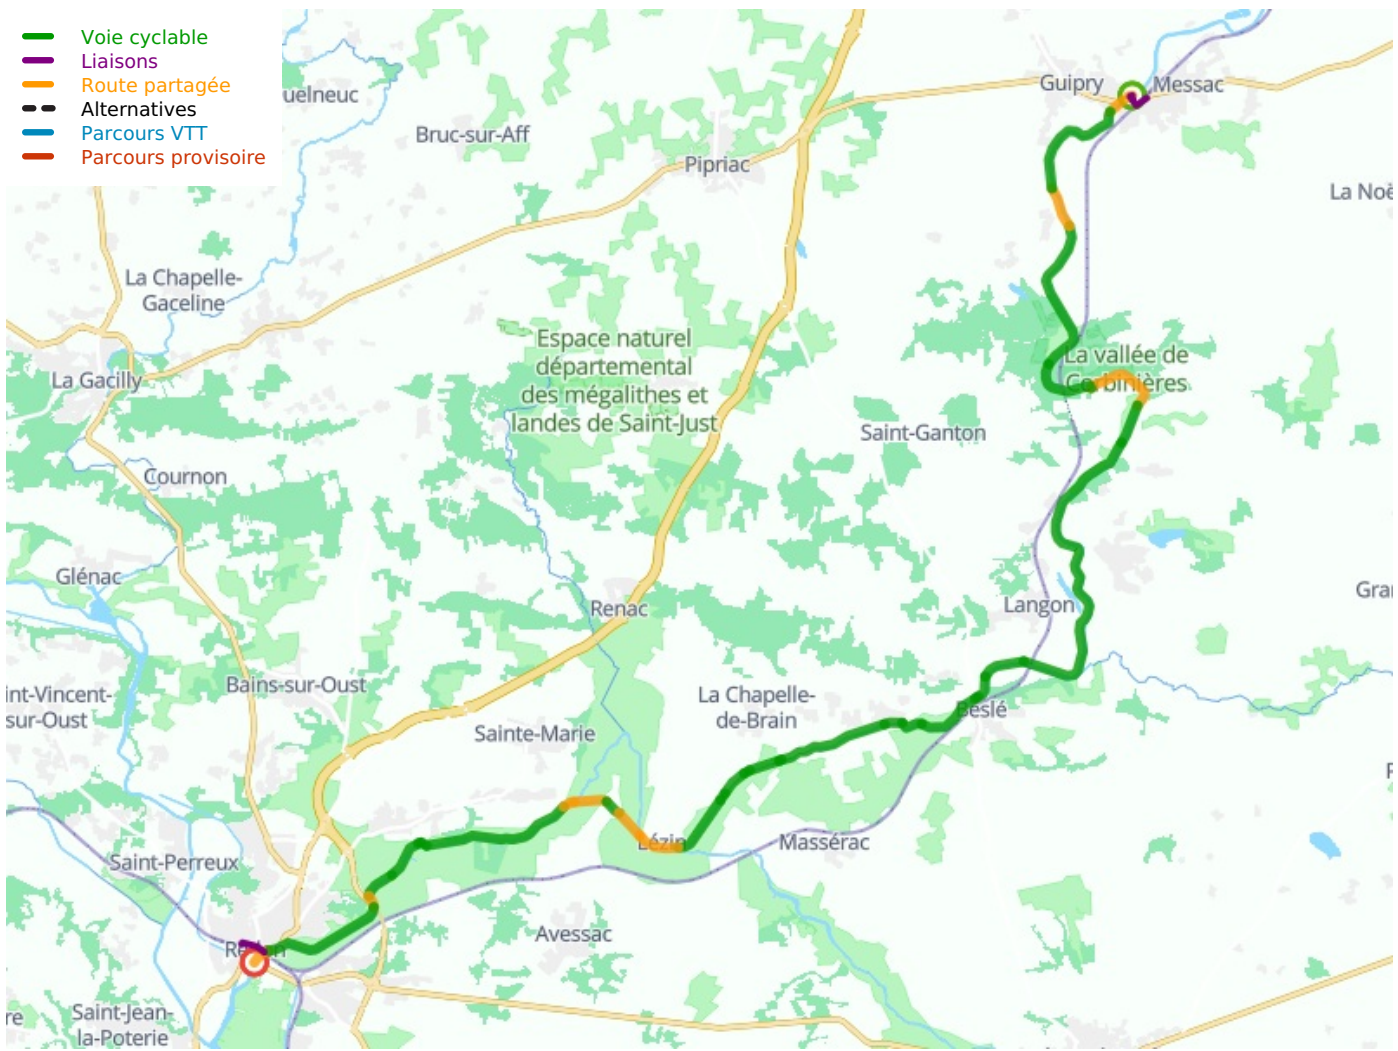 Voie cyclable
Liaisons
Route partagée
Alternatives
Parcours VTT
Parcours provisoire
uelneuc
Guipry
Messac
Bruc-sur-Aff
Pipriac
La Noë
La Chapelle-
Gaceline
Espace naturel
départemental
des mégalithes et
landes de Saint-Just
La vallée de
Corbinières
La Gacilly
Saint-Ganton
Cournon
Glénac
Renac
Langon
Gra
Bains-sur-Oust
int-Vincent-
sur-Oust
La Chapelle-
de-Brain
Beslé
Sainte-Marie
Lézin
Massérac
Saint-Perreux
Avessac
Redon
Saint-Jean-
la-Poterie
re